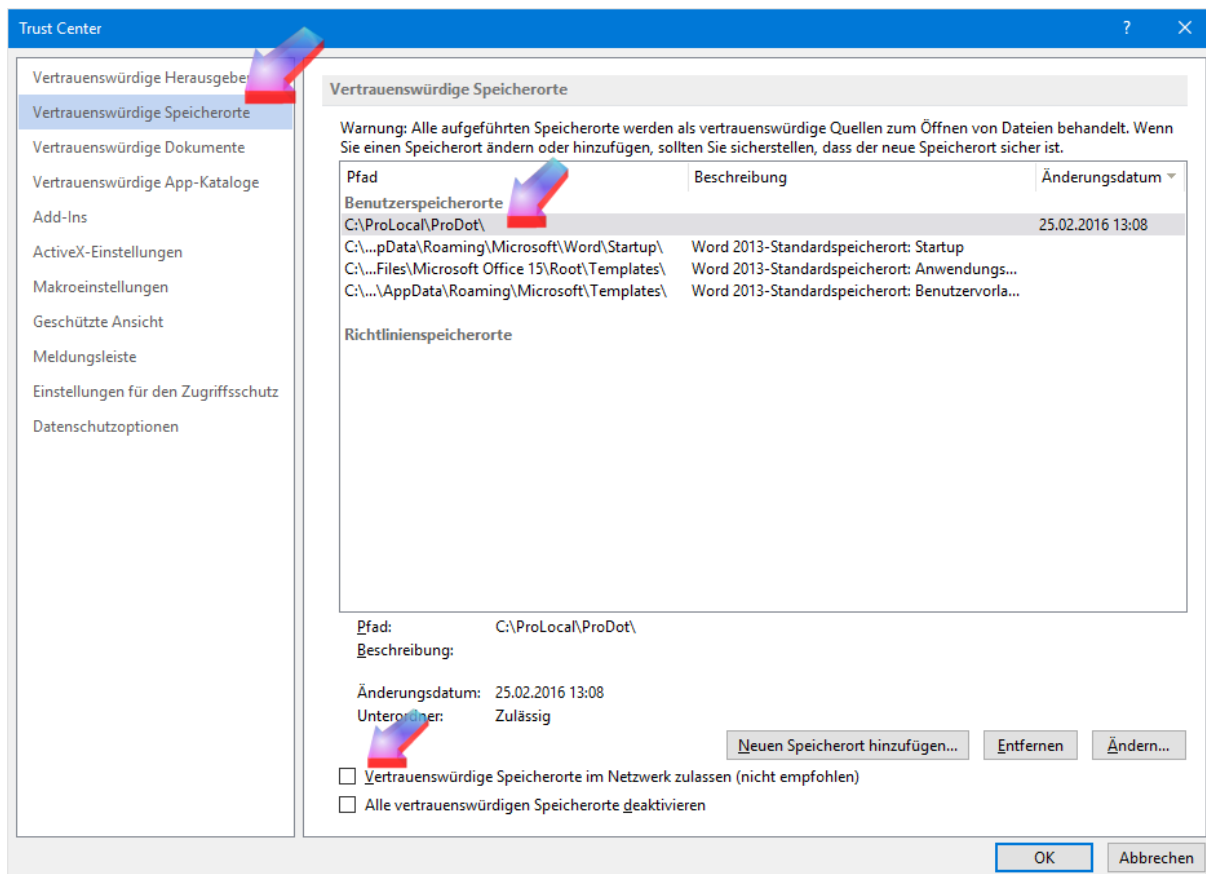 Trust Center
?
Vertrauenswürdige Herausgeber
Vertrauenswürdige Speicherorte
Vertrauenswürdige Dokumente
Vertrauenswürdige App-Kataloge
Add-Ins
ActiveX-Einstellungen
Makroeinstellungen
Geschützte Ansicht
Meldungsleiste
Einstellungen für den Zugriffsschutz
Datenschutzoptionen
Vertrauenswürdige Speicherorte
Warnung: Alle aufgeführten Speicherorte werden als vertrauenswürdige Quellen zum Öffnen von Dateien behandelt. Wenn
Sie einen Speicherort ändern oder hinzufügen, sollten Sie sicherstellen, dass der neue Speicherort sicher ist.
Pfad Beschreibung Änderungsdatum
Benutzerspeicherorte
C:\ProLocal\ProDot\ 25.02.2016 13:08
C:\...pData\Roaming\Microsoft\Word\Startup\ Word 2013-Standardspeicherort: Startup
C:\...Files\Microsoft Office 15\Root\Templates\ Word 2013-Standardspeicherort: Anwendungs...
C:\...\AppData\Roaming\Microsoft\Templates\ Word 2013-Standardspeicherort: Benutzervorla...
Richtlinienspeicherorte
Pfad: C:\ProLocal\ProDot\
Beschreibung:
Änderungsdatum: 25.02.2016 13:08
Unterordner: Zulässig
Neuen Speicherort hinzufügen... Entfernen Ändern...
Vertrauenswürdige Speicherorte im Netzwerk zulassen (nicht empfohlen)
Alle vertrauenswürdigen Speicherorte deaktivieren
OK Abbrechen